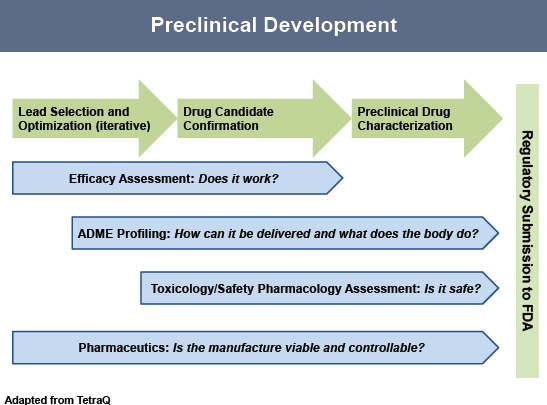 Preclinical Development
Lead Selection and
Optimization (iterative)
Drug Candidate
Confirmation
Preclinical Drug
Characterization
Efficacy Assessment: Does it work?
ADME Profiling: How can it be delivered and what does the body do?
Toxicology/Safety Pharmacology Assessment: Is it safe?
Pharmaceutics: Is the manufacture viable and controllable?
Regulatory Submission to FDA
Adapted from TetraQ